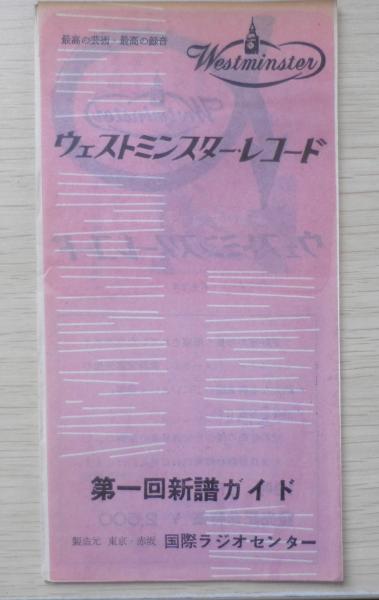 最高の芸術・最高の録音
Westminster
ウェストミンスター・レコード
第一回新譜ガイド
製造元 東京・赤坂 国際ラジオセンター